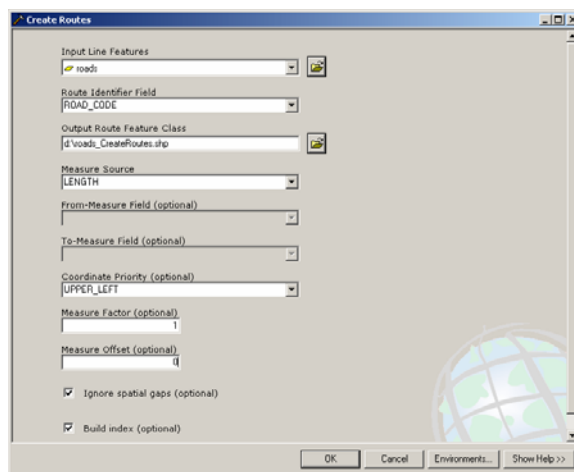 Create Routes
Input Line Features
roads
Route Identifier Field
ROAD_CODE
Output Route Feature Class
d:\roads_CreateRoutes.shp
Measure Source
LENGTH
From-Measure Field (optional)
To-Measure Field (optional)
Coordinate Priority (optional)
UPPER_LEFT
Measure Factor (optional)
1
Measure Offset (optional)
0
Ignore spatial gaps (optional)
Build index (optional)
OK
Cancel
Environments...
Show Help >>